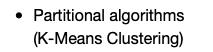 • Partitional algorithms
(K-Means Clustering)